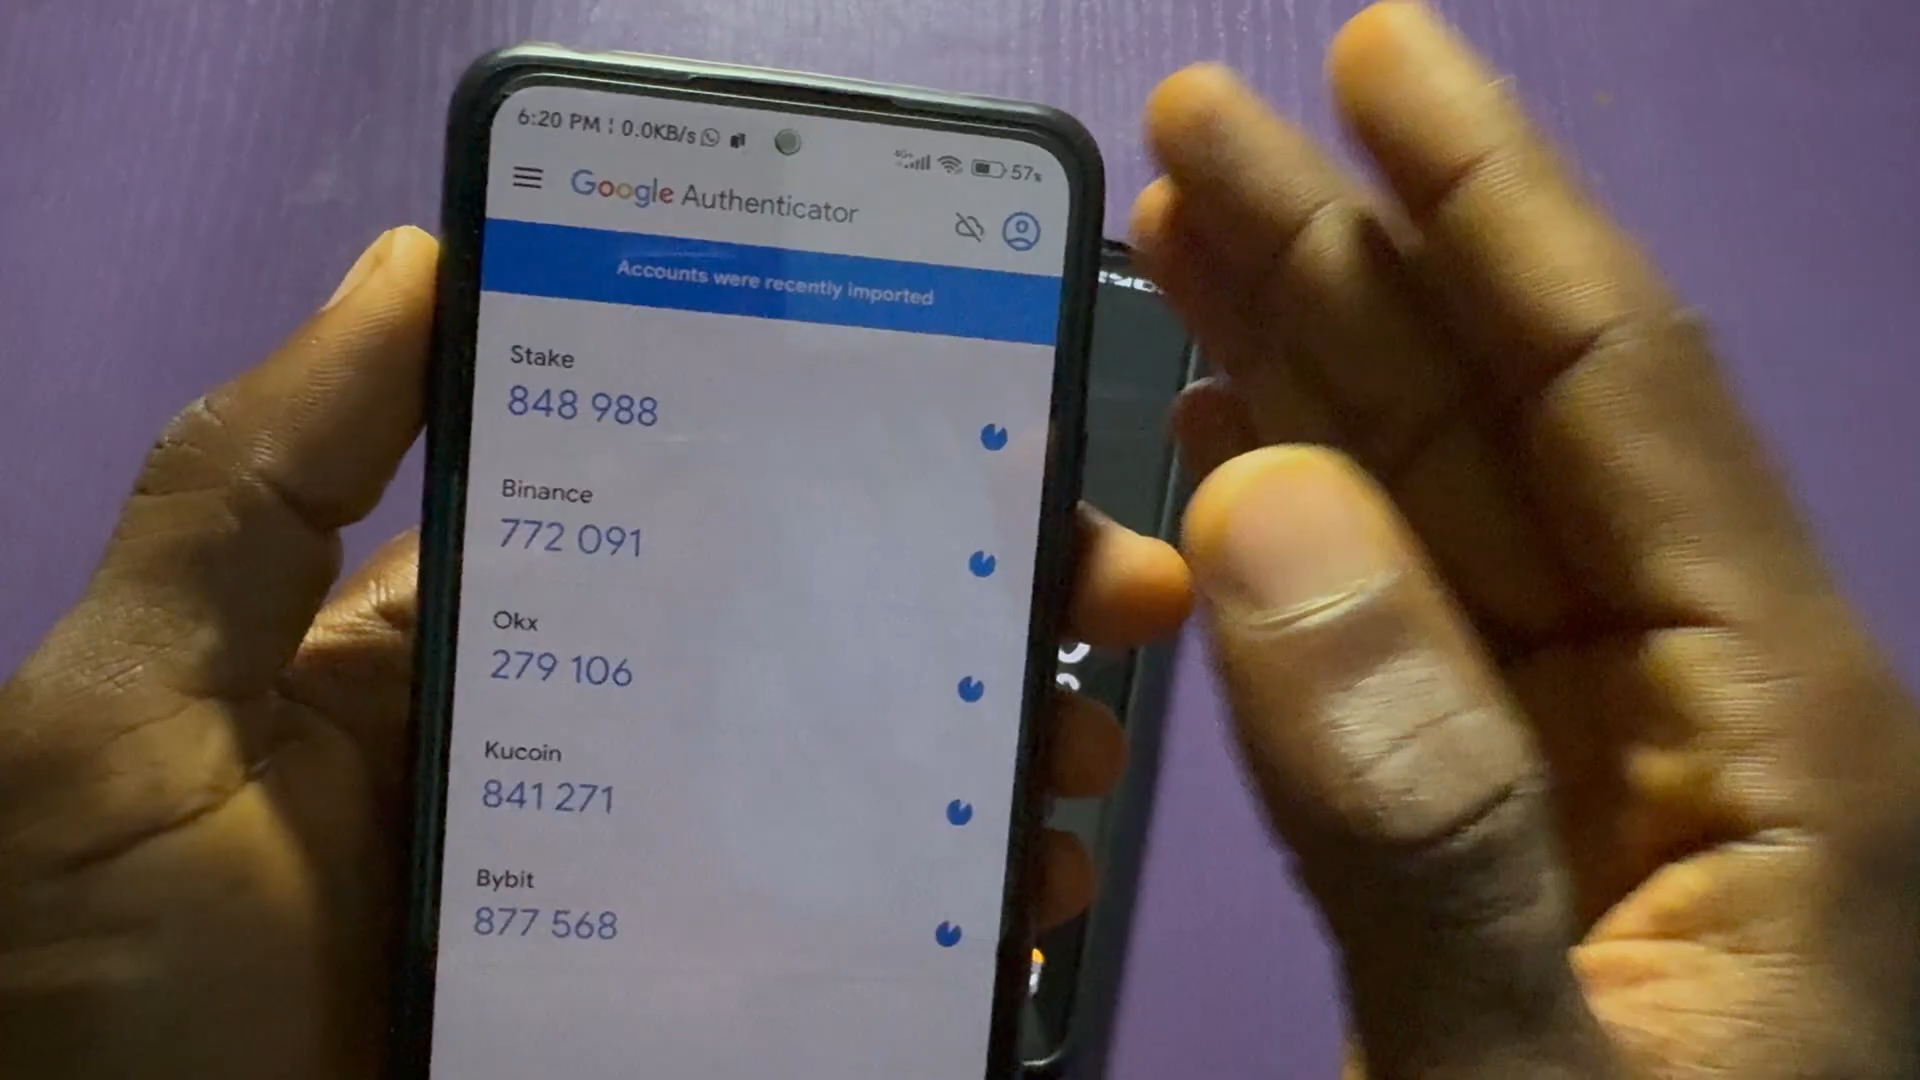 6:20 PM ¦ 0.0KB/s
57%
Google Authenticator
Accounts were recently imported
Stake
848 988
Binance
772 091
Okx
279 106
Kucoin
841 271
Bybit
877 568